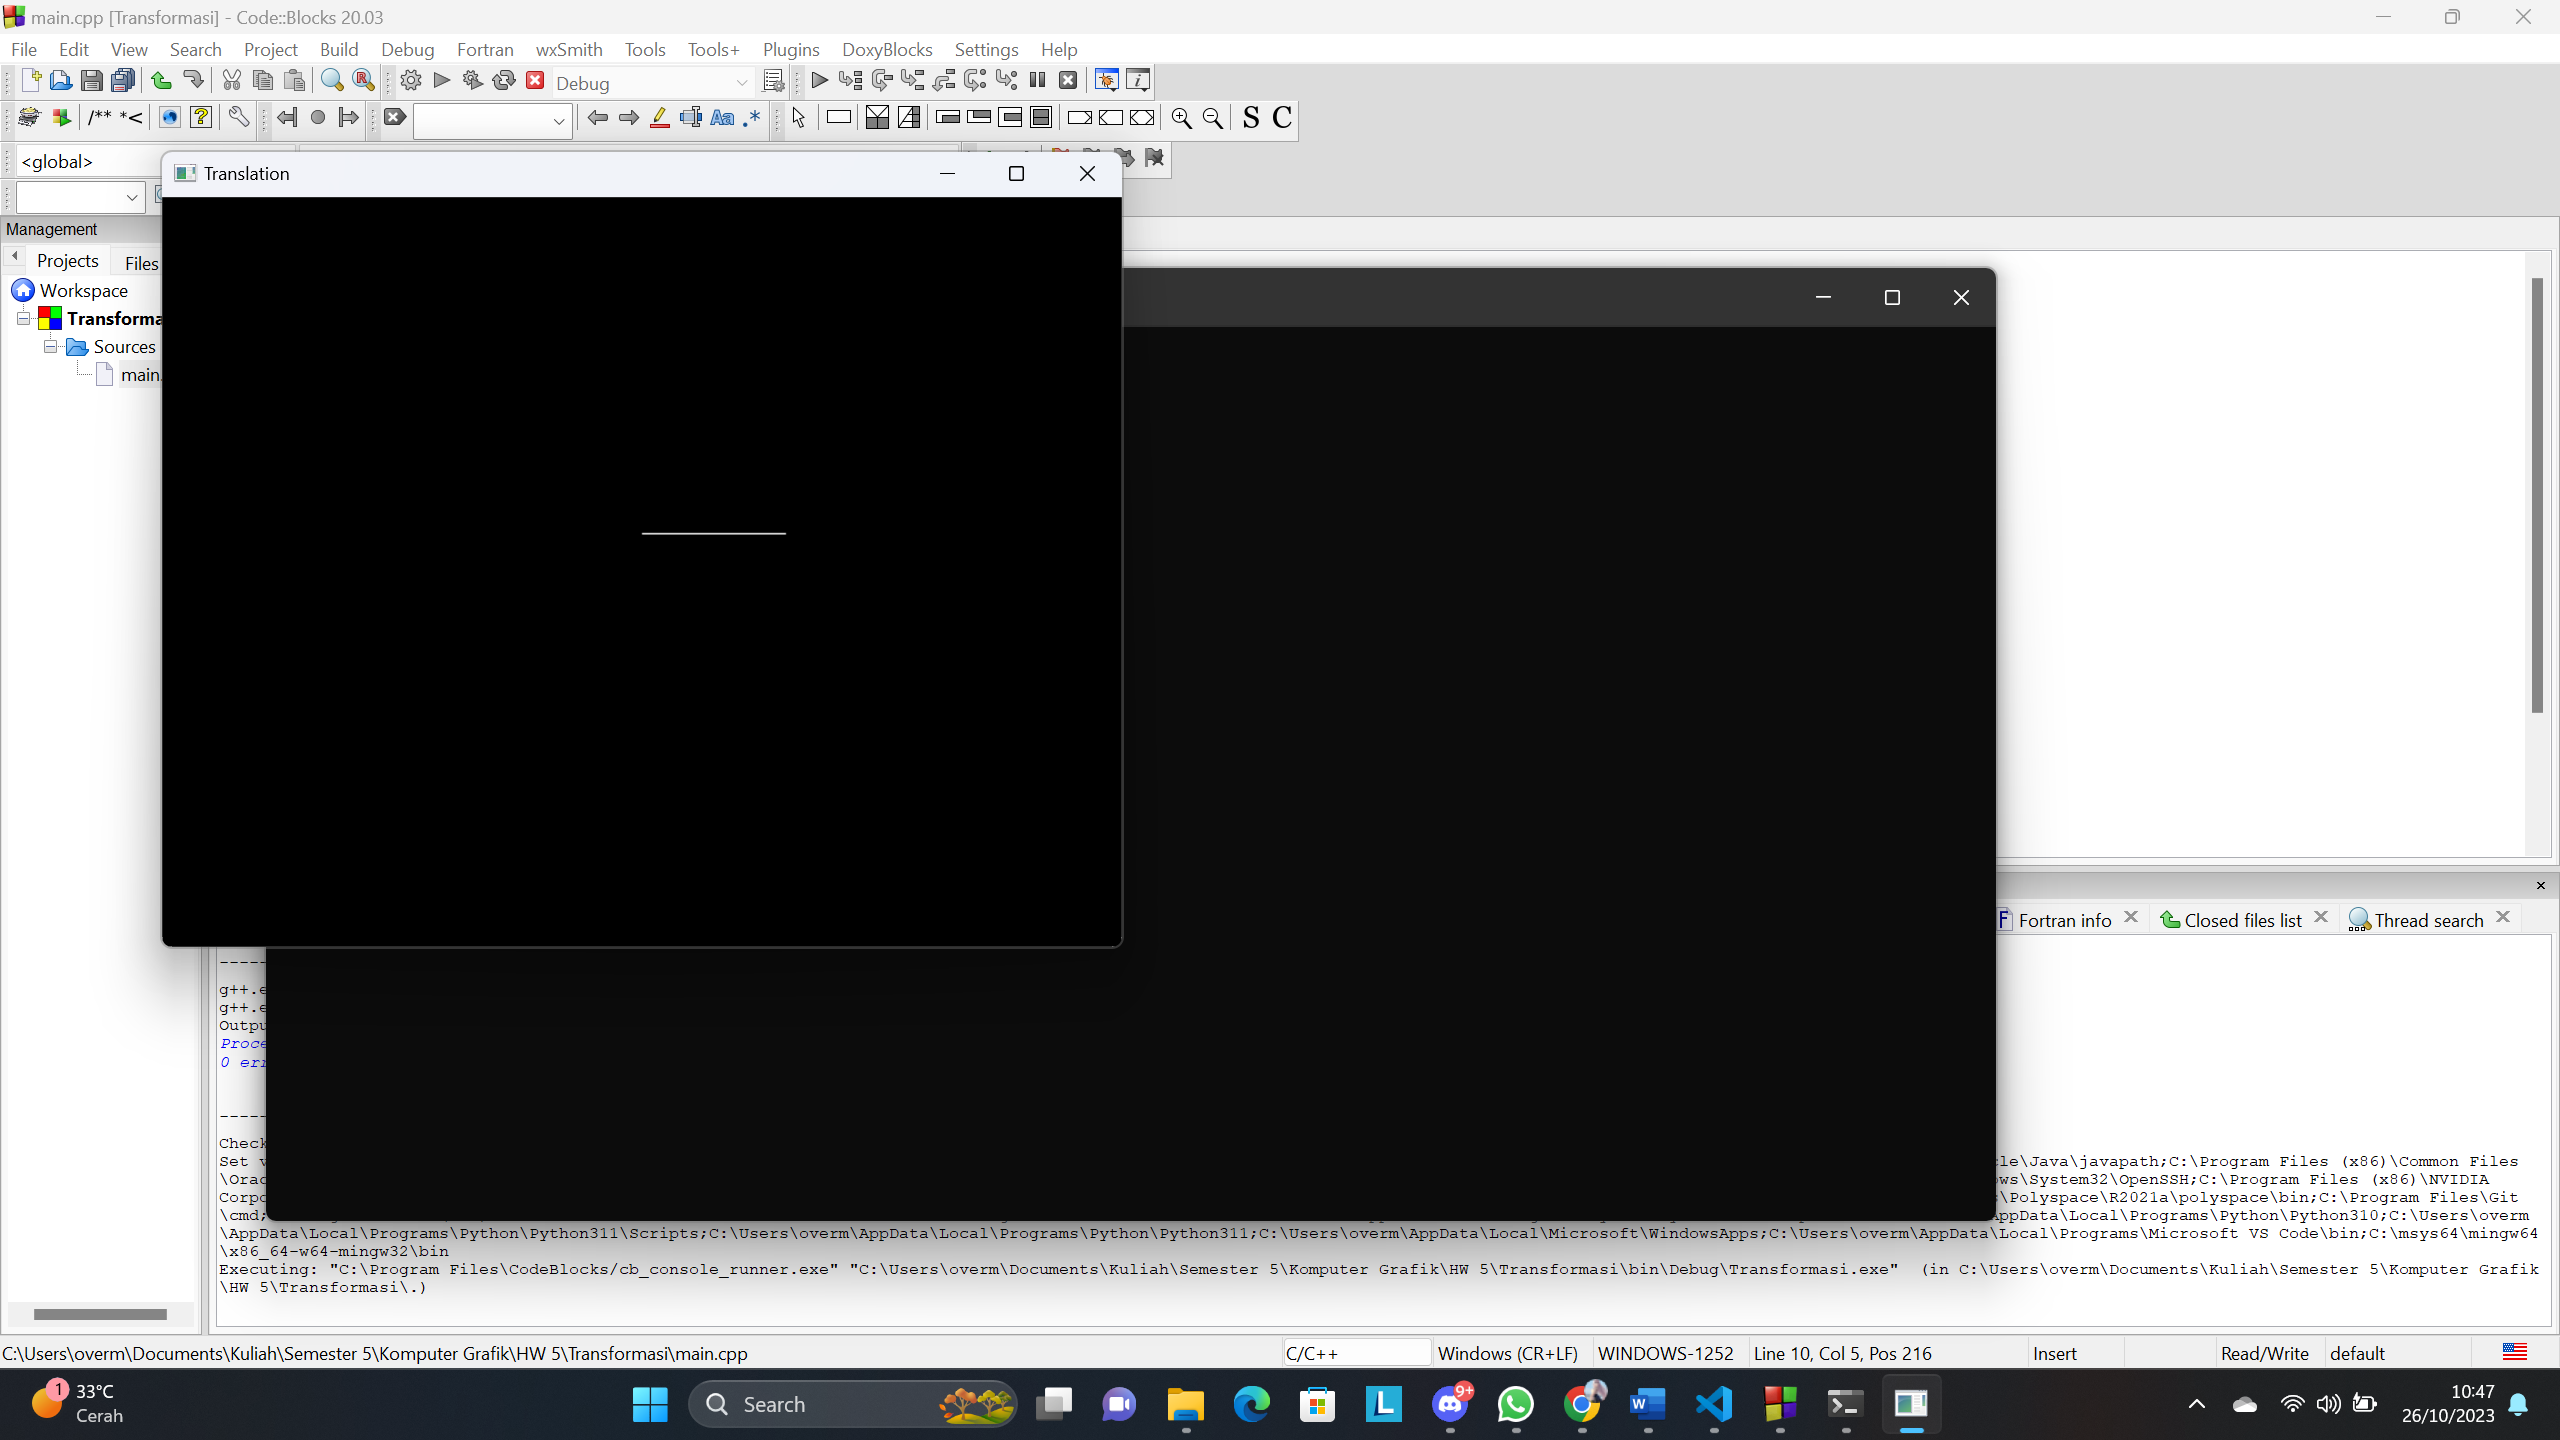 main.cpp [Transformasi] - Code::Blocks 20.03
File Edit View Search Project Build Debug Fortran wxSmith Tools Tools+ Plugins DoxyBlocks Settings Help
Debug
/** *<
Aa .*
S C
<global>
Translation
Management
Projects Files
Workspace
Transforma
Sources
main.
Fortran info
Closed files list
Thread search
-----
g++.e
g++.e
Outpu
Proce
0 err
-----
Check
Set v
cle\Java\javapath;C:\Program Files (x86)\Common Files
\Orac
ws\System32\OpenSSH;C:\Program Files (x86)\NVIDIA
Corpo
\Polyspace\R2021a\polyspace\bin;C:\Program Files\Git
\cmd;
AppData\Local\Programs\Python\Python310;C:\Users\overm
\AppData\Local\Programs\Python\Python311\Scripts;C:\Users\overm\AppData\Local\Programs\Python\Python311;C:\Users\overm\AppData\Local\Microsoft\WindowsApps;C:\Users\overm\AppData\Local\Programs\Microsoft VS Code\bin;C:\msys64\mingw64
\x86_64-w64-mingw32\bin
Executing: "C:\Program Files\CodeBlocks/cb_console_runner.exe" "C:\Users\overm\Documents\Kuliah\Semester 5\Komputer Grafik\HW 5\Transformasi\bin\Debug\Transformasi.exe" (in C:\Users\overm\Documents\Kuliah\Semester 5\Komputer Grafik
\HW 5\Transformasi\.)
C:\Users\overm\Documents\Kuliah\Semester 5\Komputer Grafik\HW 5\Transformasi\main.cpp
C/C++
Windows (CR+LF)
WINDOWS-1252
Line 10, Col 5, Pos 216
Insert
Read/Write
default
1
33°C
Cerah
Search
9+
10:47
26/10/2023